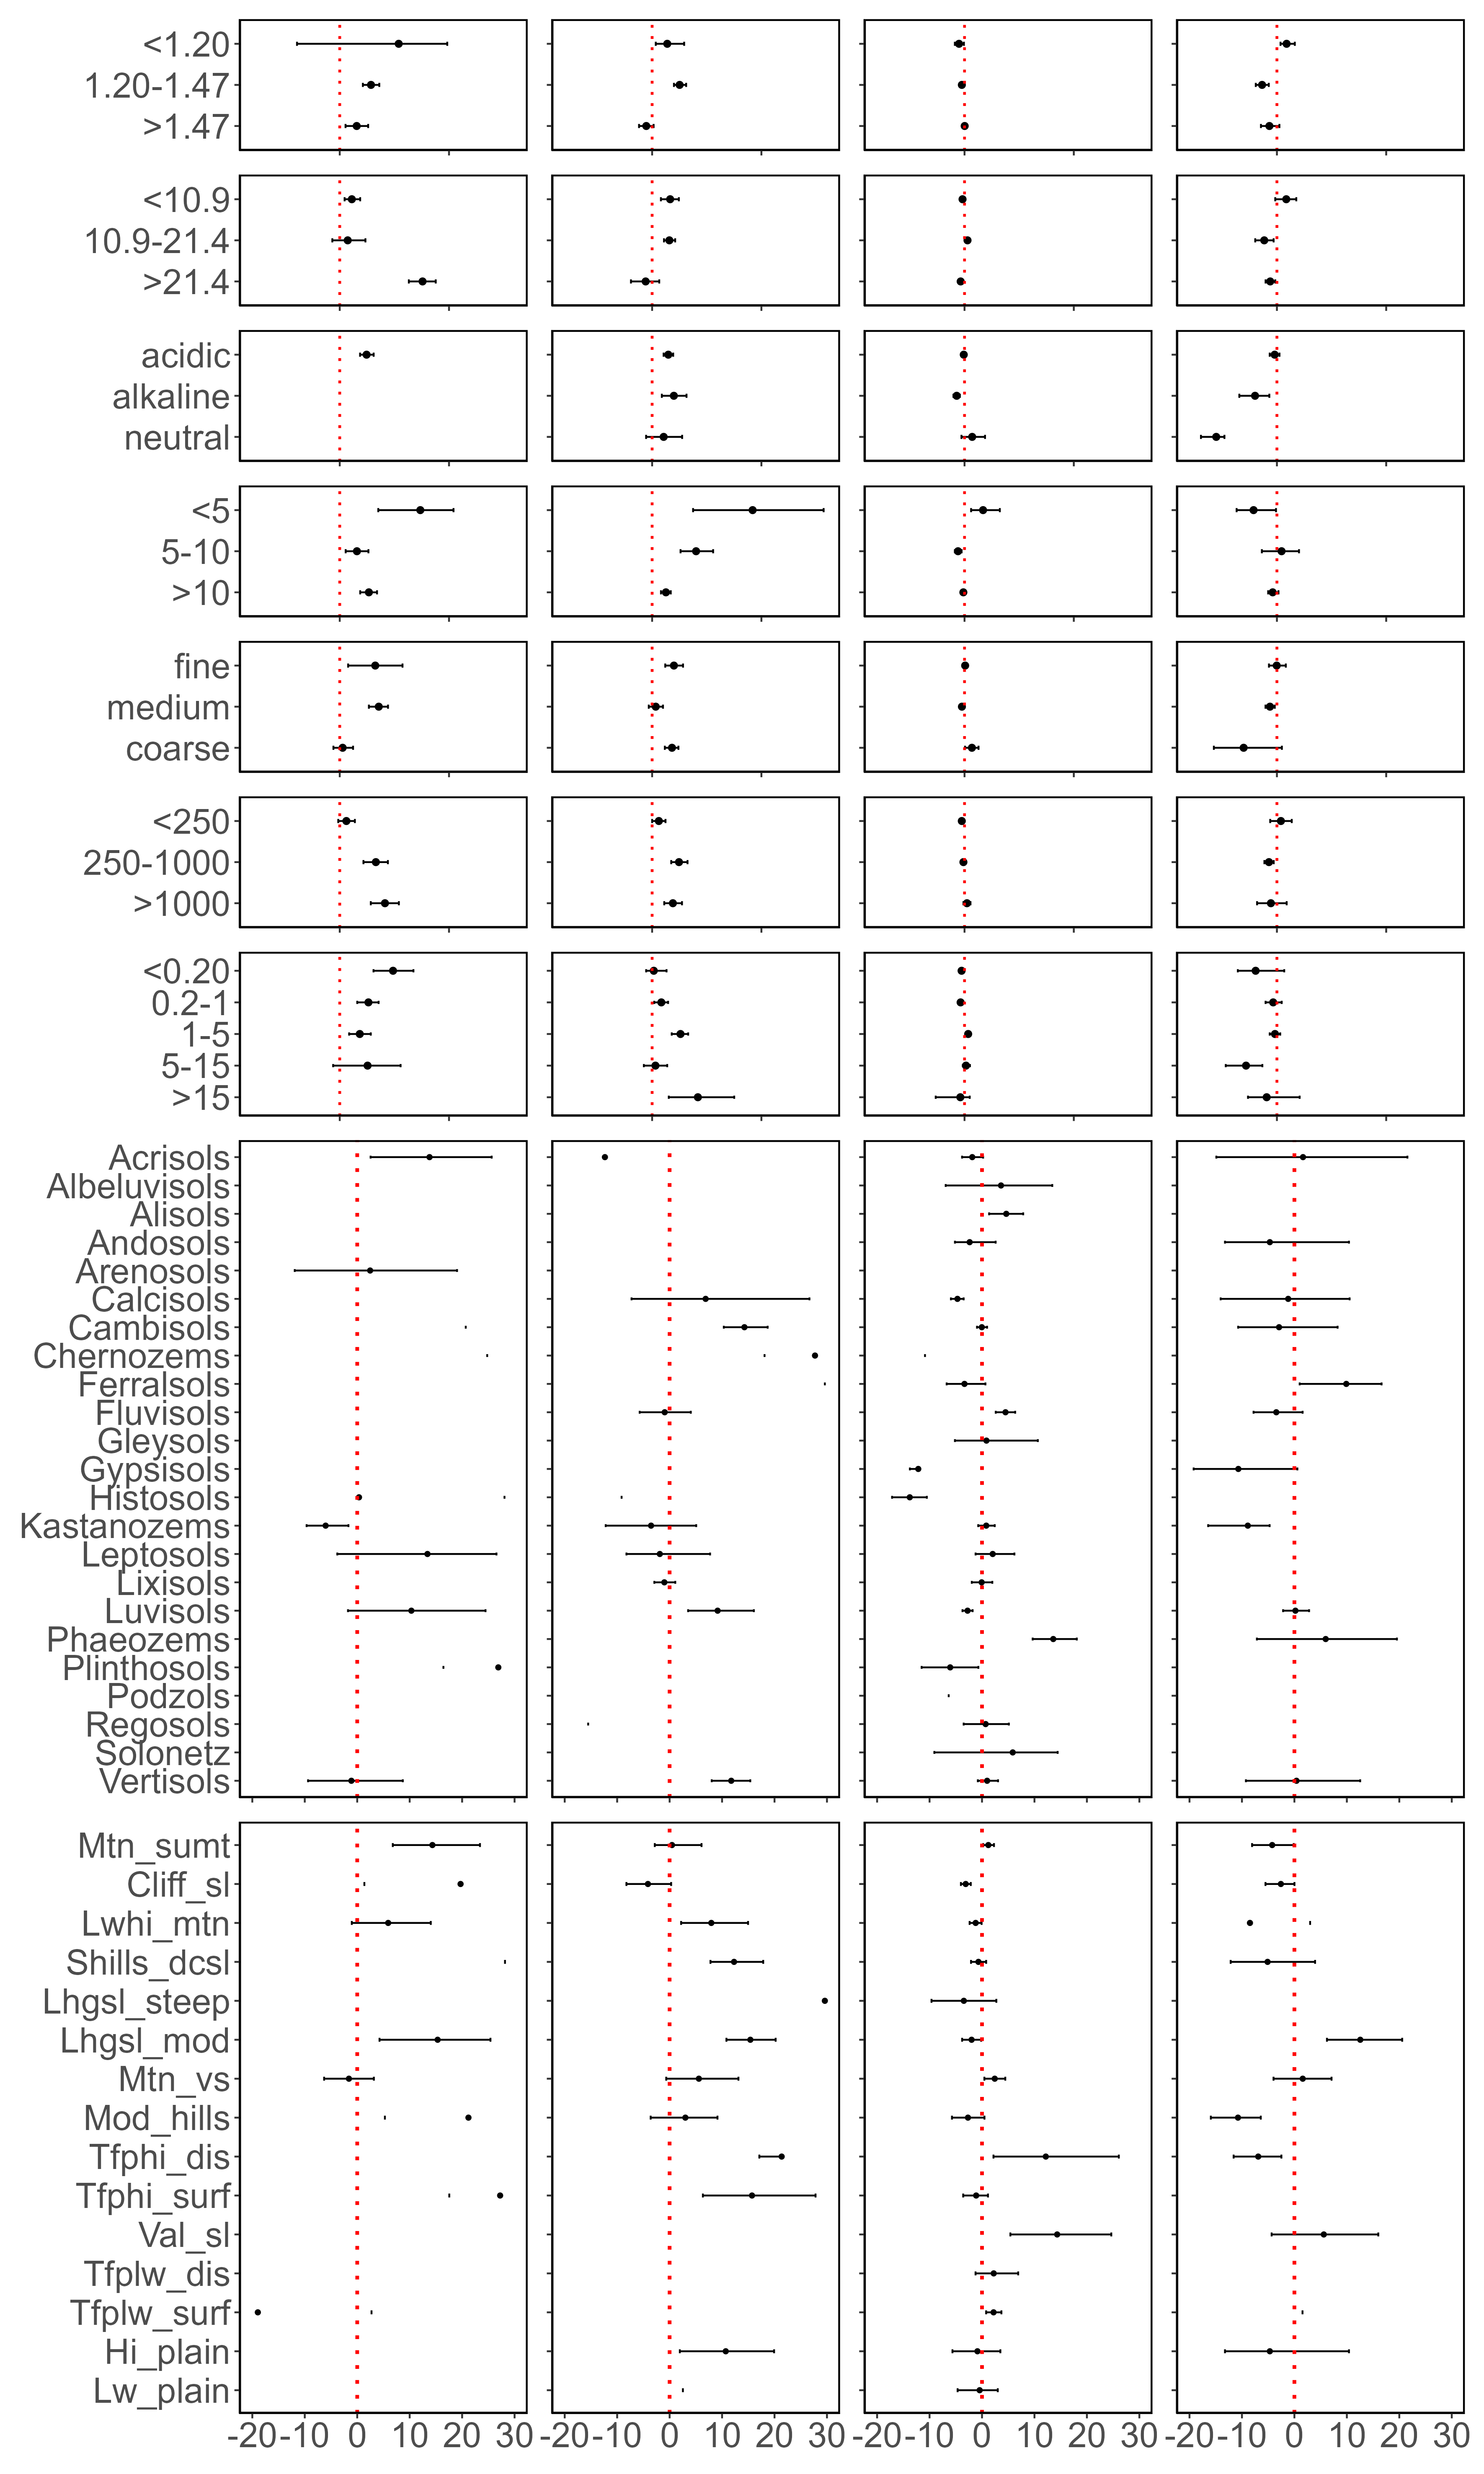 <1.20
1.20-1.47
>1.47
<10.9
10.9-21.4
>21.4
acidic
alkaline
neutral
<5
5-10
>10
fine
medium
coarse
<250
250-1000
>1000
<0.20
0.2-1
1-5
5-15
>15
Acrisols
Albeluvisols
Alisols
Andosols
Arenosols
Calcisols
Cambisols
Chernozems
Ferralsols
Fluvisols
Gleysols
Gypsisols
Histosols
Kastanozems
Leptosols
Lixisols
Luvisols
Phaeozems
Plinthosols
Podzols
Regosols
Solonetz
Vertisols
Mtn_sumt
Cliff_sl
Lwhi_mtn
Shills_dcsl
Lhgsl_steep
Lhgsl_mod
Mtn_vs
Mod_hills
Tfphi_dis
Tfphi_surf
Val_sl
Tfplw_dis
Tfplw_surf
Hi_plain
Lw_plain
-20 -10 0 10 20 30 -20 -10 0 10 20 30 -20 -10 0 10 20 30 -20 -10 0 10 20 30